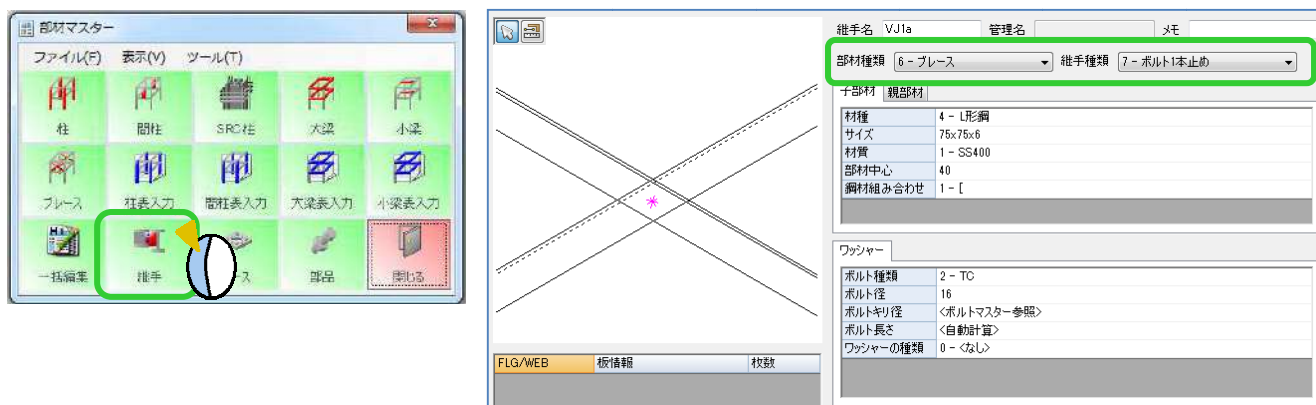 部材マスター
ファイル(F) 表示(V) ツール(T)
柱 間柱 SRC柱 大梁 小梁
ブレース 柱表入力 間柱表入力 大梁表入力 小梁表入力
一括編集 継手 ース 部品 閉じる
継手名 VJ1a 管理名 メモ
部材種類 6 - ブレース 継手種類 7 - ボルト1本止め
子部材 親部材
材種 4 - L形鋼
サイズ 75x75x6
材質 1 - SS400
部材中心 40
鋼材組み合わせ 1 - [
ワッシャー
ボルト種類 2 - TC
ボルト径 16
ボルトキリ径 <ボルトマスター参照>
ボルト長さ <自動計算>
ワッシャーの種類 0 - <なし>
FLG/WEB 板情報 枚数